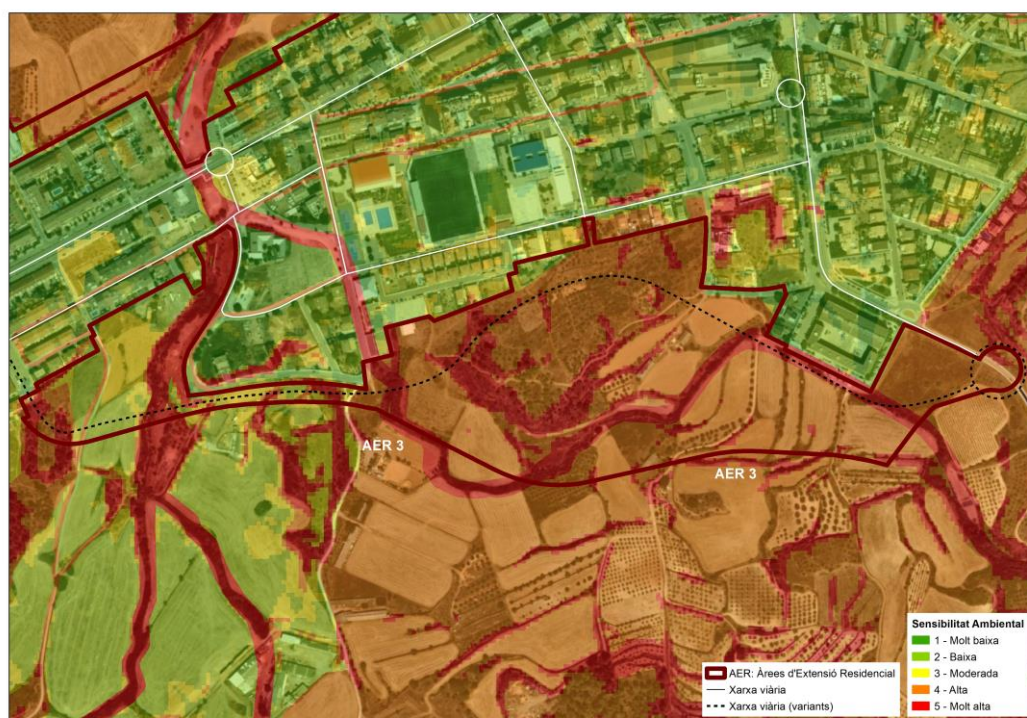 AER 3
AER 3
AER: Àrees d'Extensió Residencial
Xarxa viària
Xarxa viària (variants)
Sensibilitat Ambiental
1 - Molt baixa
2 - Baixa
3 - Moderada
4 - Alta
5 - Molt alta